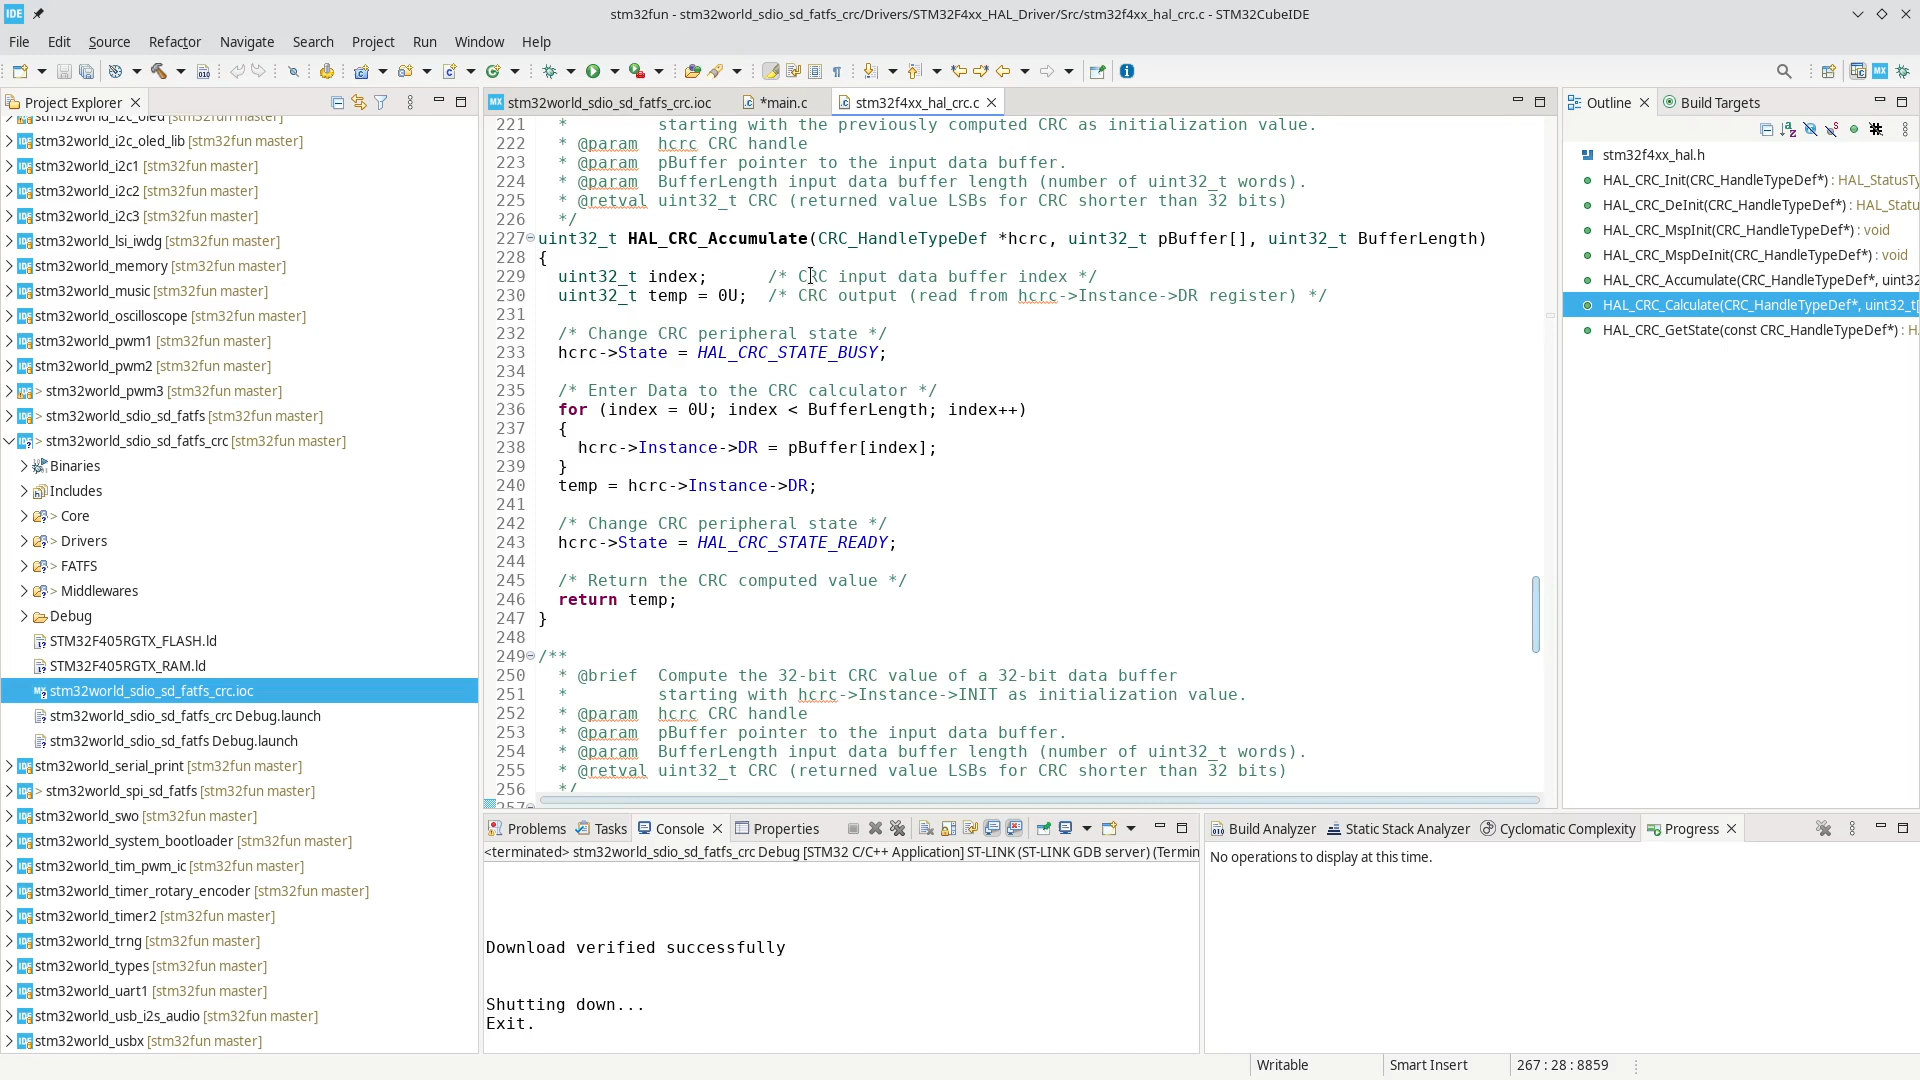 IDE
stm32fun - stm32world_sdio_sd_fatfs_crc/Drivers/STM32F4xx_HAL_Driver/Src/stm32f4xx_hal_crc.c - STM32CubeIDE
File Edit Source Refactor Navigate Search Project Run Window Help
Project Explorer
stm32world_i2c_oled [stm32fun master]
stm32world_i2c_oled_lib [stm32fun master]
stm32world_i2c1 [stm32fun master]
stm32world_i2c2 [stm32fun master]
stm32world_i2c3 [stm32fun master]
stm32world_lsi_iwdg [stm32fun master]
stm32world_memory [stm32fun master]
stm32world_music [stm32fun master]
stm32world_oscilloscope [stm32fun master]
stm32world_pwm1 [stm32fun master]
stm32world_pwm2 [stm32fun master]
> stm32world_pwm3 [stm32fun master]
> stm32world_sdio_sd_fatfs [stm32fun master]
> stm32world_sdio_sd_fatfs_crc [stm32fun master]
Binaries
Includes
> Core
> Drivers
> FATFS
> Middlewares
Debug
STM32F405RGTX_FLASH.ld
STM32F405RGTX_RAM.ld
stm32world_sdio_sd_fatfs_crc.ioc
stm32world_sdio_sd_fatfs_crc Debug.launch
stm32world_sdio_sd_fatfs Debug.launch
stm32world_serial_print [stm32fun master]
> stm32world_spi_sd_fatfs [stm32fun master]
stm32world_swo [stm32fun master]
stm32world_system_bootloader [stm32fun master]
stm32world_tim_pwm_ic [stm32fun master]
stm32world_timer_rotary_encoder [stm32fun master]
stm32world_timer2 [stm32fun master]
stm32world_trng [stm32fun master]
stm32world_types [stm32fun master]
stm32world_uart1 [stm32fun master]
stm32world_usb_i2s_audio [stm32fun master]
stm32world_usbx [stm32fun master]
MX stm32world_sdio_sd_fatfs_crc.ioc *main.c stm32f4xx_hal_crc.c
221   *         starting with the previously computed CRC as initialization value.
222   * @param  hcrc CRC handle
223   * @param  pBuffer pointer to the input data buffer.
224   * @param  BufferLength input data buffer length (number of uint32_t words).
225   * @retval uint32_t CRC (returned value LSBs for CRC shorter than 32 bits)
226   */
227 uint32_t HAL_CRC_Accumulate(CRC_HandleTypeDef *hcrc, uint32_t pBuffer[], uint32_t BufferLength)
228 {
229   uint32_t index;      /* CRC input data buffer index */
230   uint32_t temp = 0U;  /* CRC output (read from hcrc->Instance->DR register) */
231
232   /* Change CRC peripheral state */
233   hcrc->State = HAL_CRC_STATE_BUSY;
234
235   /* Enter Data to the CRC calculator */
236   for (index = 0U; index < BufferLength; index++)
237   {
238     hcrc->Instance->DR = pBuffer[index];
239   }
240   temp = hcrc->Instance->DR;
241
242   /* Change CRC peripheral state */
243   hcrc->State = HAL_CRC_STATE_READY;
244
245   /* Return the CRC computed value */
246   return temp;
247 }
248
249 /**
250   * @brief  Compute the 32-bit CRC value of a 32-bit data buffer
251   *         starting with hcrc->Instance->INIT as initialization value.
252   * @param  hcrc CRC handle
253   * @param  pBuffer pointer to the input data buffer.
254   * @param  BufferLength input data buffer length (number of uint32_t words).
255   * @retval uint32_t CRC (returned value LSBs for CRC shorter than 32 bits)
256   */
257
Outline Build Targets
stm32f4xx_hal.h
HAL_CRC_Init(CRC_HandleTypeDef*) : HAL_StatusTy
HAL_CRC_DeInit(CRC_HandleTypeDef*) : HAL_Statu
HAL_CRC_MspInit(CRC_HandleTypeDef*) : void
HAL_CRC_MspDeInit(CRC_HandleTypeDef*) : void
HAL_CRC_Accumulate(CRC_HandleTypeDef*, uint32
HAL_CRC_Calculate(CRC_HandleTypeDef*, uint32_t[
HAL_CRC_GetState(const CRC_HandleTypeDef*) : H
Problems Tasks Console Properties
<terminated> stm32world_sdio_sd_fatfs_crc Debug [STM32 C/C++ Application] ST-LINK (ST-LINK GDB server) (Termin
Download verified successfully
Shutting down...
Exit.
Build Analyzer Static Stack Analyzer Cyclomatic Complexity Progress
No operations to display at this time.
Writable Smart Insert 267 : 28 : 8859